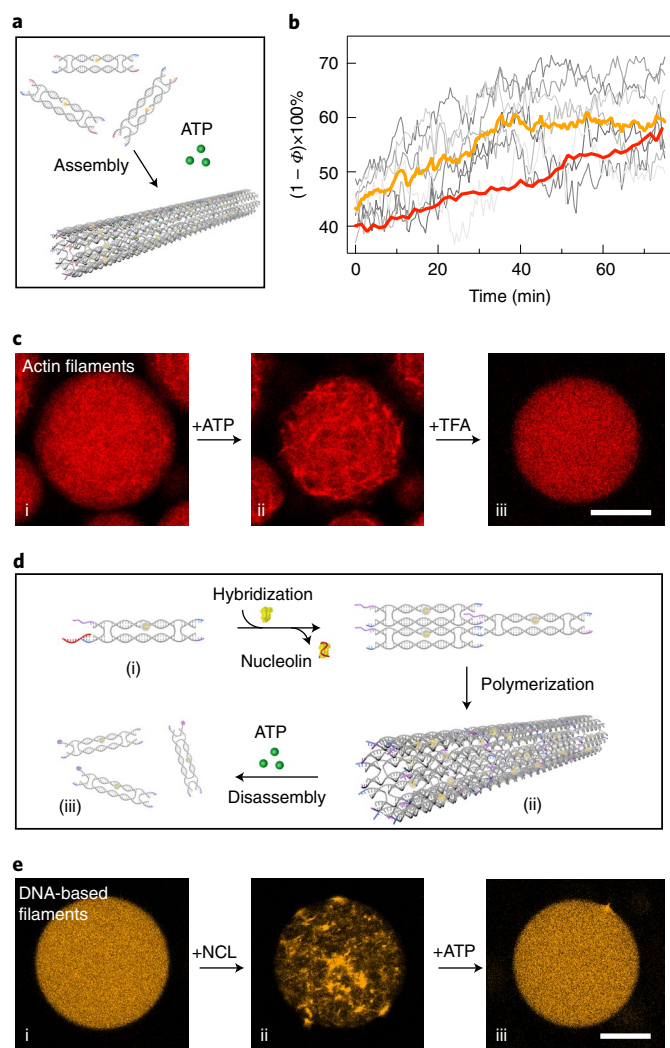 a
ATP
Assembly
b
(1 − Φ)×100%
70
60
50
40
0
20
40
60
Time (min)
c
Actin filaments
+ATP
+TFA
i
ii
iii
d
Hybridization
Nucleolin
(i)
Polymerization
ATP
Disassembly
(iii)
(ii)
e
DNA-based
filaments
+NCL
+ATP
i
ii
iii